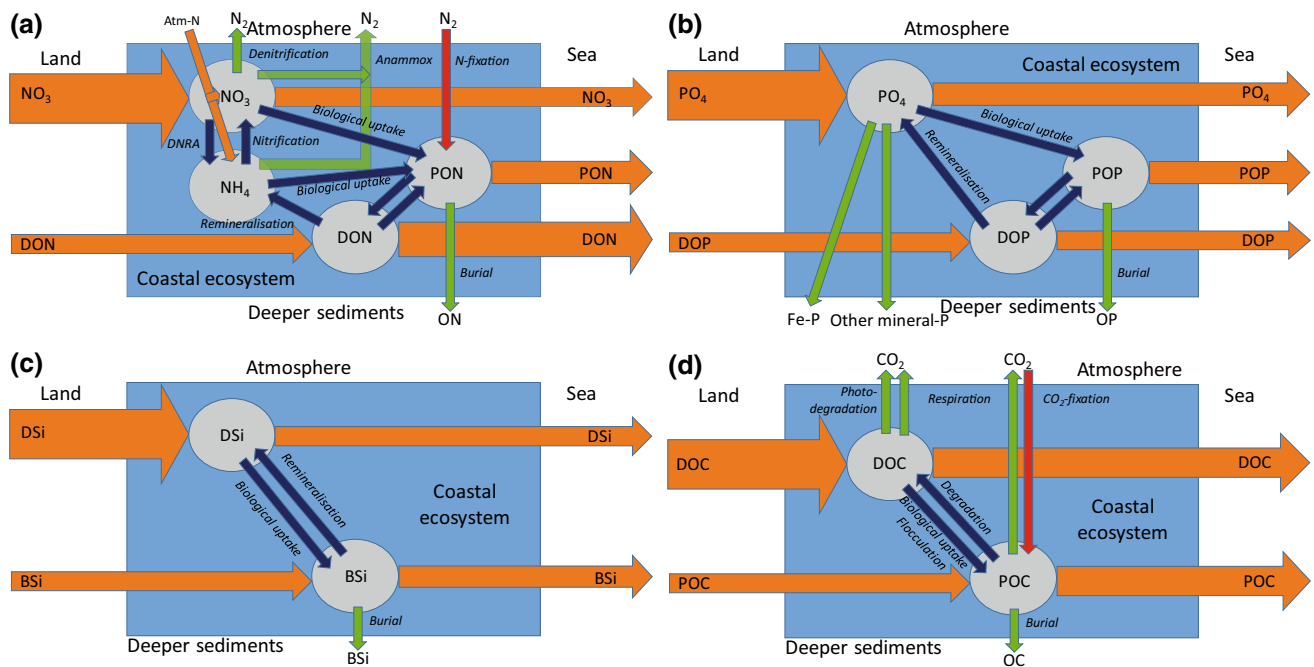 (a)
Atm-N
N2
N2
N2
Atmosphere
Land
Sea
Denitrification
Anammox
N-fixation
NO3
NO3
NO3
Biological uptake
DNRA
Nitrification
NH4
Biological uptake
PON
PON
Remineralisation
DON
DON
DON
Coastal ecosystem
Burial
Deeper sediments
ON
(b)
Atmosphere
Land
Sea
Coastal ecosystem
PO4
PO4
PO4
Biological uptake
Remineralisation
POP
POP
DOP
DOP
DOP
Burial
Deeper sediments
Fe-P
Other mineral-P
OP
(c)
Atmosphere
Land
Sea
DSi
DSi
DSi
Remineralisation
Biological uptake
Coastal
ecosystem
BSi
BSi
BSi
Burial
Deeper sediments
BSi
(d)
CO2
CO2
Atmosphere
Land
Sea
Photo-
degradation
Respiration
CO2-fixation
DOC
DOC
DOC
Degradation
Biological uptake
Flocculation
Coastal
ecosystem
POC
POC
POC
Burial
Deeper sediments
OC